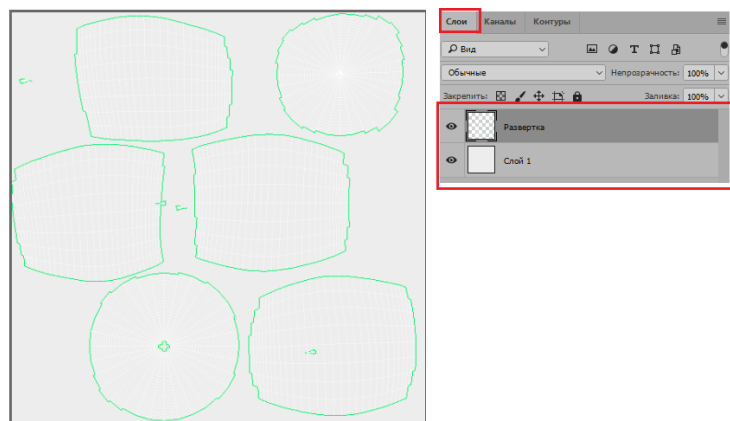 Слои Каналы Контуры
Вид
Обычные Непрозрачность: 100%
Закрепить: Заливка: 100%
Развертка
Слой 1